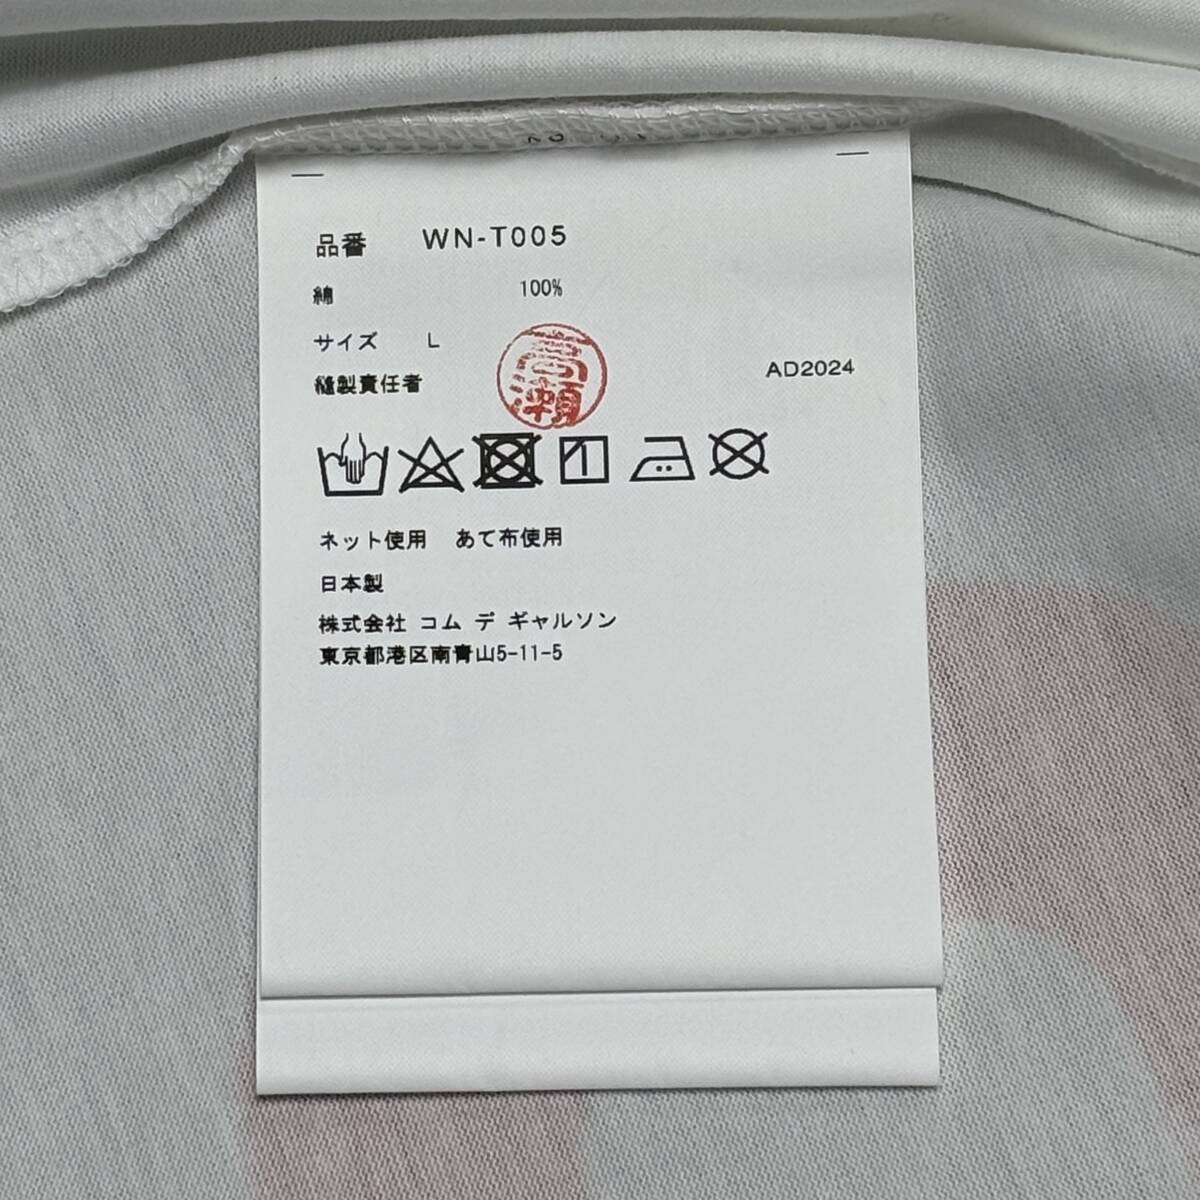 品番 WN-T005
綿 100%
サイズ L
縫製責任者 高瀬
AD2024
ネット使用 あて布使用
日本製
株式会社 コム デ ギャルソン
東京都港区南青山5-11-5